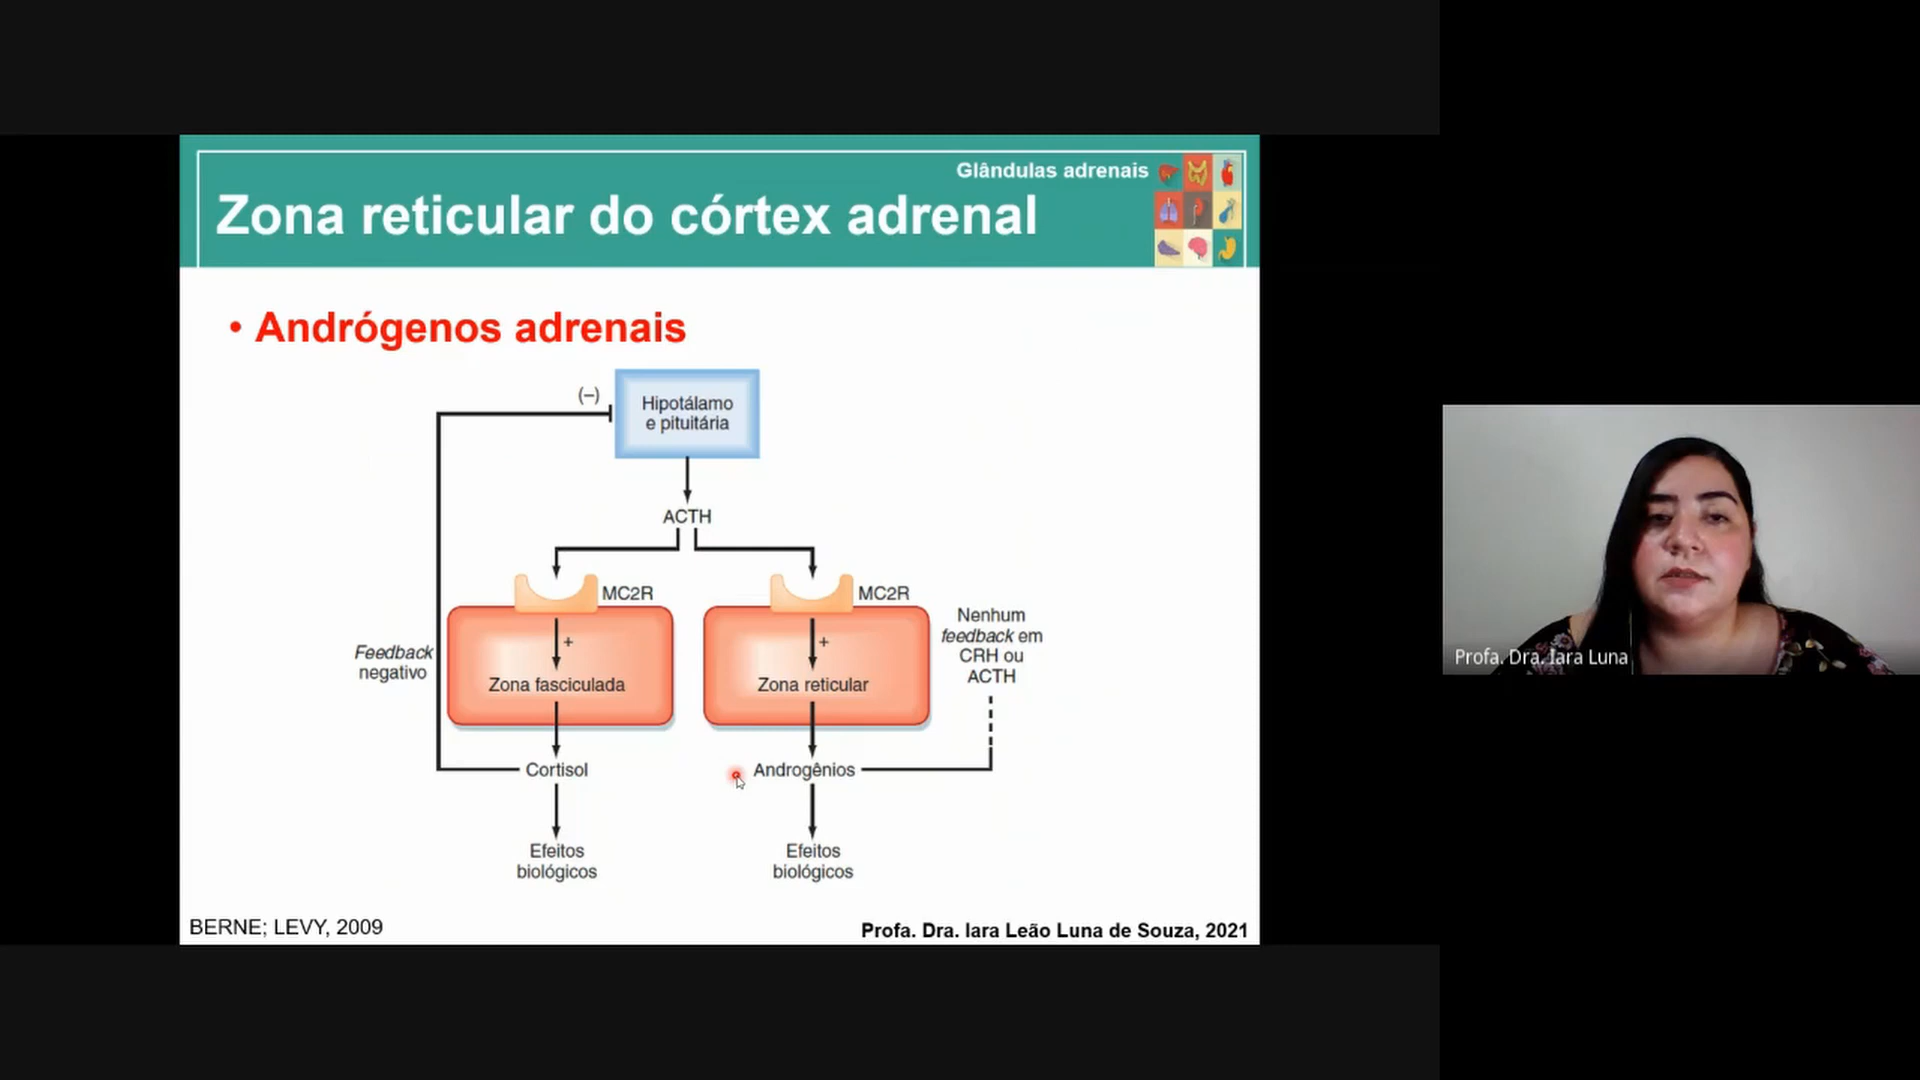 Glândulas adrenais
Zona reticular do córtex adrenal
• Andrógenos adrenais
(–)
Hipotálamo
e pituitária
ACTH
MC2R
MC2R
Nenhum
feedback em
CRH ou
ACTH
+
+
Feedback
negativo
Zona fasciculada
Zona reticular
Cortisol
Androgênios
Efeitos
biológicos
Efeitos
biológicos
BERNE; LEVY, 2009
Profa. Dra. Iara Leão Luna de Souza, 2021
Profa. Dra. Iara Luna